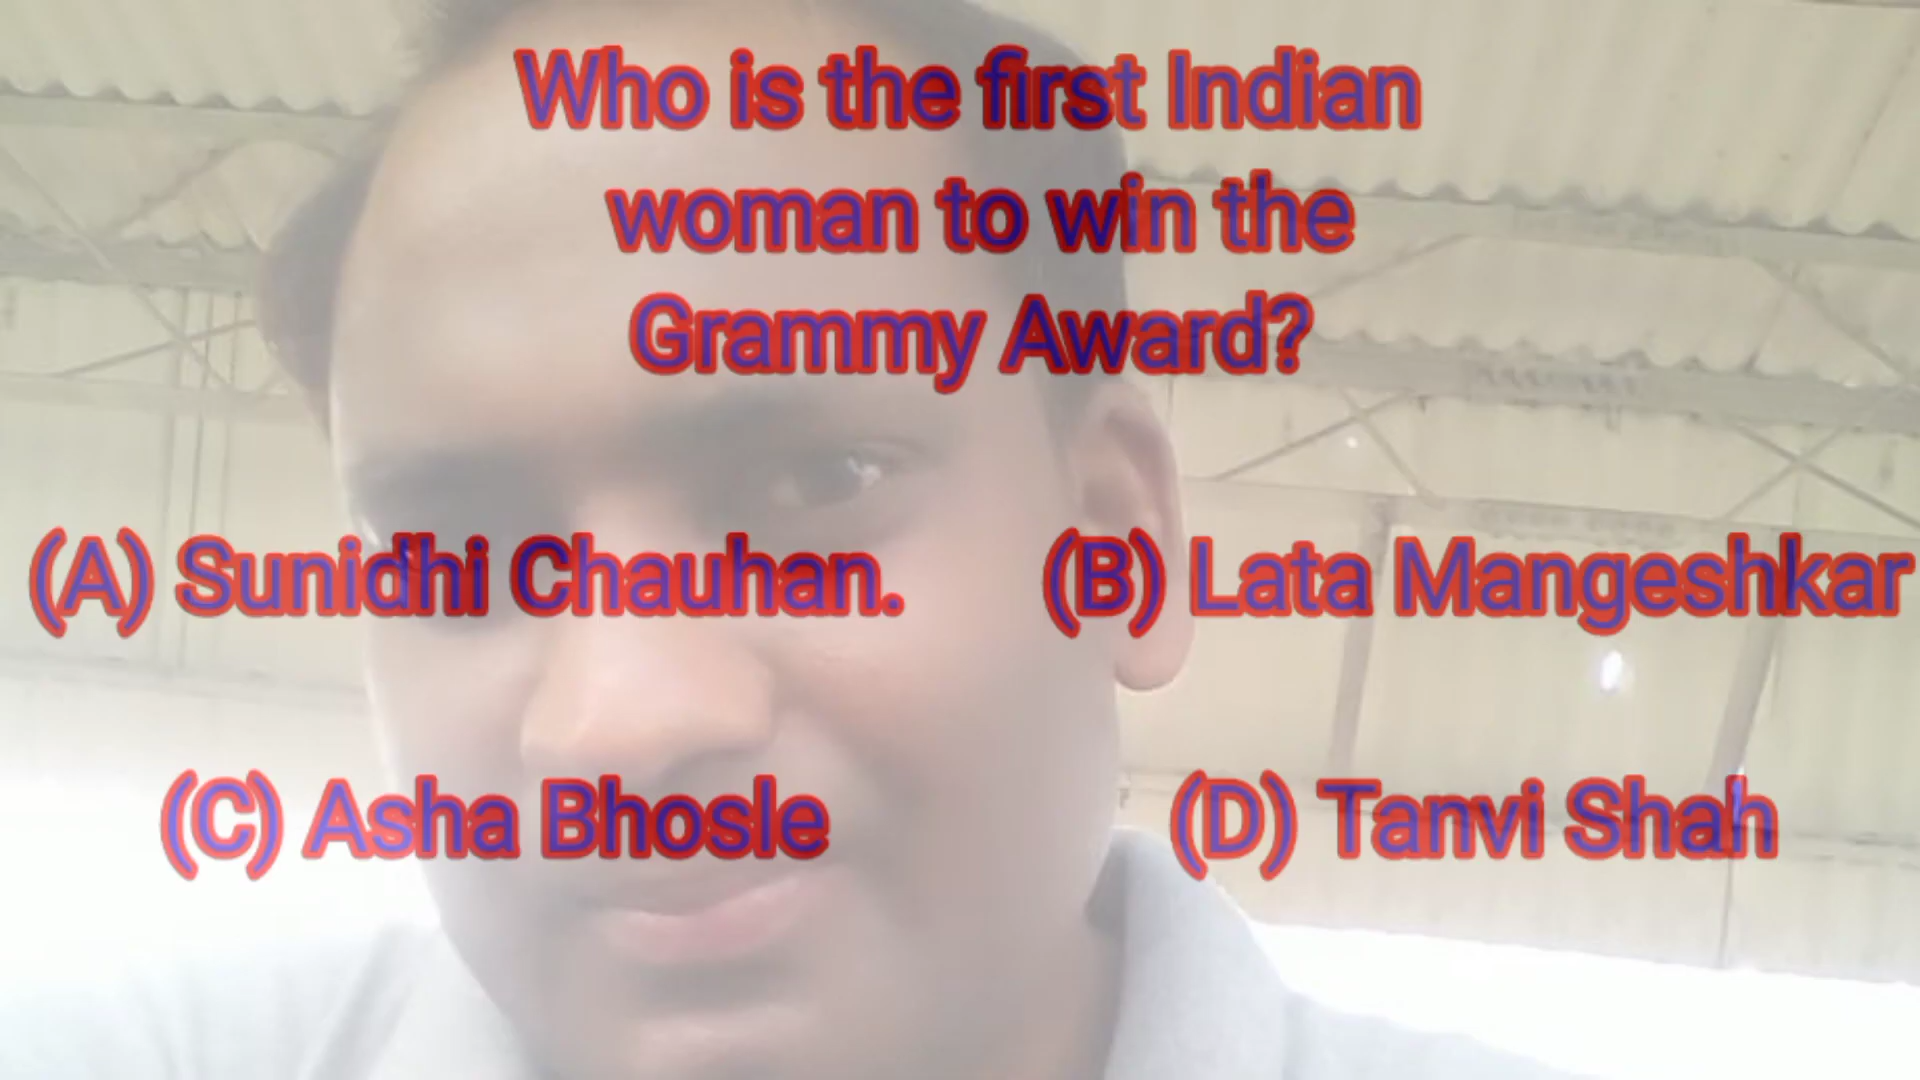 Who is the first Indian
woman to win the
Grammy Award?
(A) Sunidhi Chauhan.
(B) Lata Mangeshkar
(C) Asha Bhosle
(D) Tanvi Shah